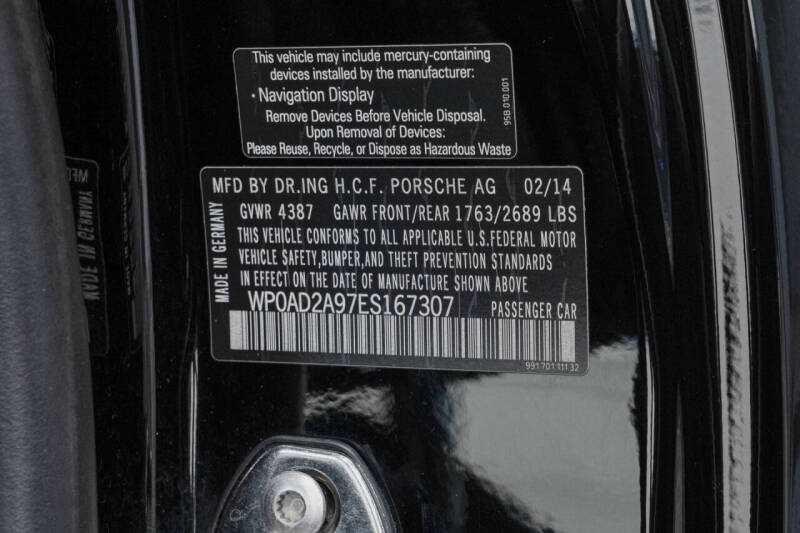 This vehicle may include mercury-containing
devices installed by the manufacturer:
· Navigation Display
Remove Devices Before Vehicle Disposal.
Upon Removal of Devices:
Please Reuse, Recycle, or Dispose as Hazardous Waste
95B.010.001
MFD BY DR.ING H.C.F. PORSCHE AG 02/14
GVWR 4387 GAWR FRONT/REAR 1763/2689 LBS
THIS VEHICLE CONFORMS TO ALL APPLICABLE U.S.FEDERAL MOTOR
VEHICLE SAFETY,BUMPER,AND THEFT PREVENTION STANDARDS
IN EFFECT ON THE DATE OF MANUFACTURE SHOWN ABOVE.
WP0AD2A97ES167307 PASSENGER CAR
MADE IN GERMANY
991.701.111.32